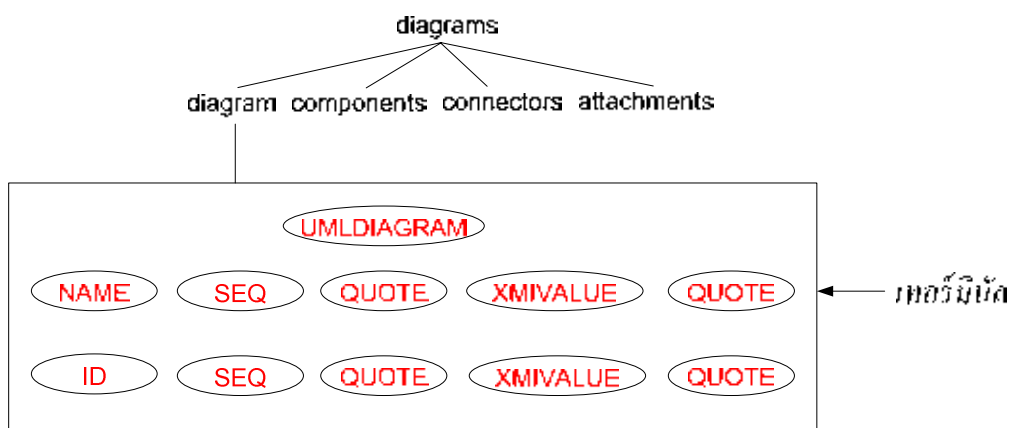 diagrams
diagram components connectors attachments
UMLDIAGRAM
NAME SEQ QUOTE XMIVALUE QUOTE
เทอร์มินัล
ID SEQ QUOTE XMIVALUE QUOTE